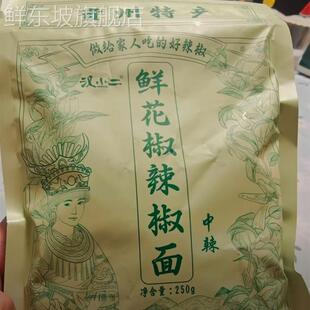 鲜东坡旗舰店
做给家人吃的好辣椒
汉小二
鲜花椒辣椒面
中辣
净含量:250g